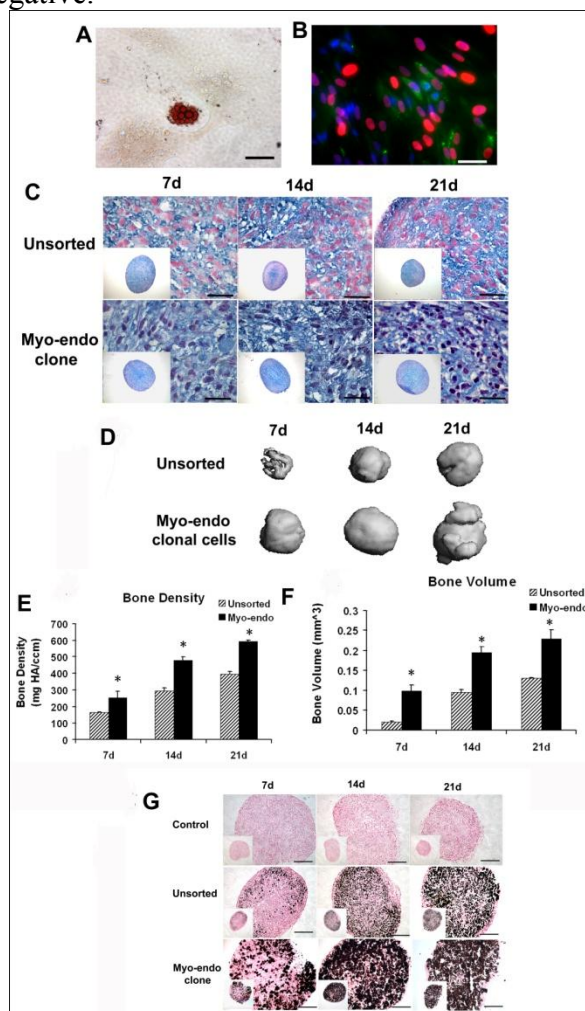 egative.
A
B
C
7d 14d 21d
Unsorted
Myo-endo
clone
D
7d 14d 21d
Unsorted
Myo-endo
clonal cells
E
Bone Density
Unsorted
Myo-endo
Bone Density
(mg HA/ccm)
700
600
500
400
300
200
100
0
*
*
*
7d 14d 21d
F
Bone Volume
Unsorted
Myo-endo
Bone Volume (mm^3)
0.3
0.25
0.2
0.15
0.1
0.05
0
*
*
*
7d 14d 21d
G
7d 14d 21d
Control
Unsorted
Myo-endo
clone